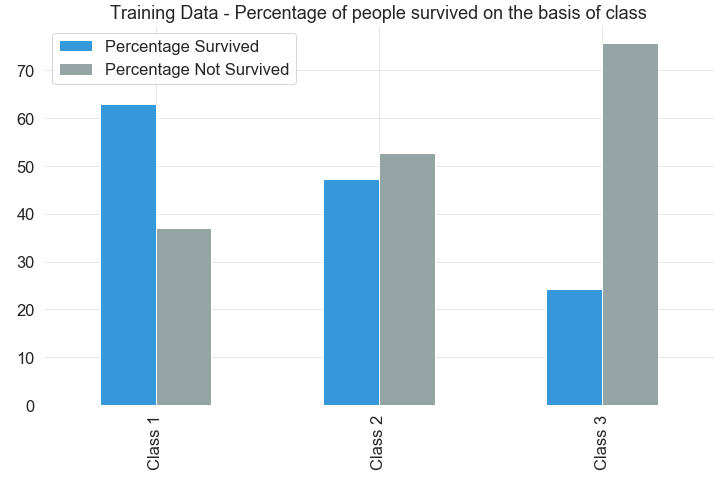 Training Data - Percentage of people survived on the basis of class
Percentage Survived
Percentage Not Survived
70
60
50
40
30
20
10
0
Class 1
Class 2
Class 3